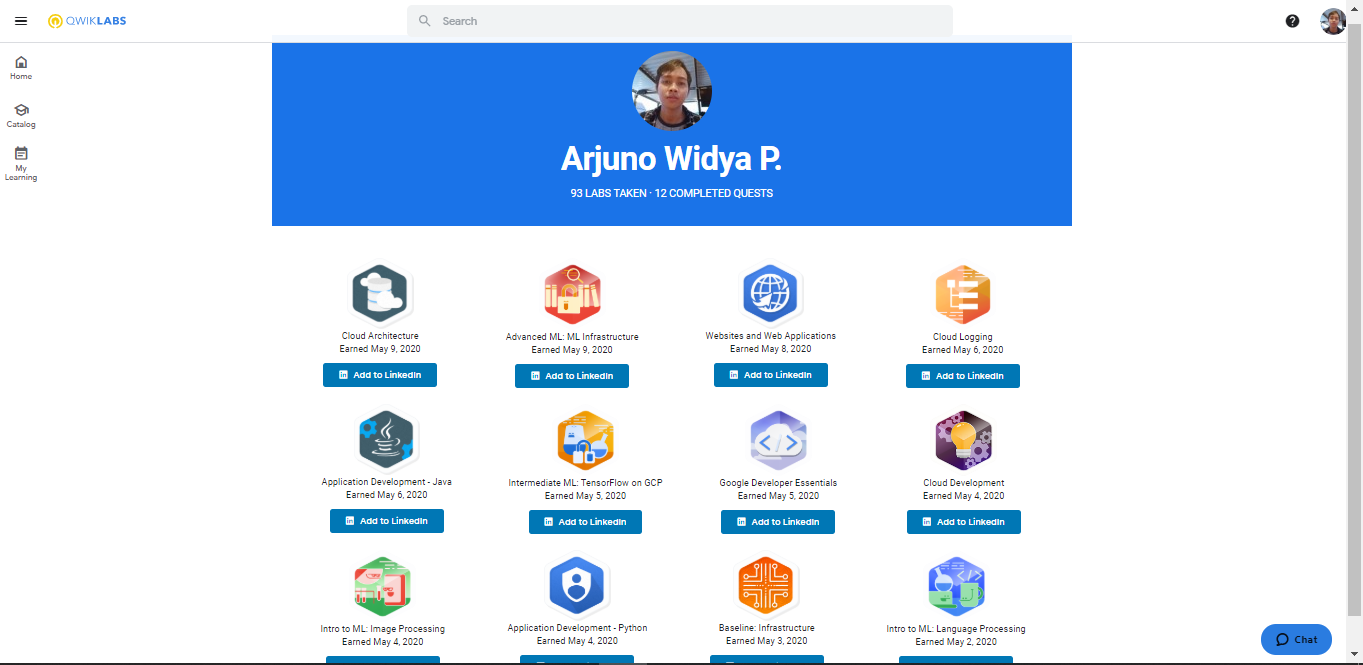 QWIKLABS
Search
Home
Catalog
My
Learning
Arjuno Widya P.
93 LABS TAKEN · 12 COMPLETED QUESTS
Cloud Architecture
Earned May 9, 2020
Add to LinkedIn
Advanced ML: ML Infrastructure
Earned May 9, 2020
Add to LinkedIn
Websites and Web Applications
Earned May 8, 2020
Add to LinkedIn
Cloud Logging
Earned May 6, 2020
Add to LinkedIn
Application Development - Java
Earned May 6, 2020
Add to LinkedIn
Intermediate ML: TensorFlow on GCP
Earned May 5, 2020
Add to LinkedIn
Google Developer Essentials
Earned May 5, 2020
Add to LinkedIn
Cloud Development
Earned May 4, 2020
Add to LinkedIn
Intro to ML: Image Processing
Earned May 4, 2020
Application Development - Python
Earned May 4, 2020
Baseline: Infrastructure
Earned May 3, 2020
Intro to ML: Language Processing
Earned May 2, 2020
Chat